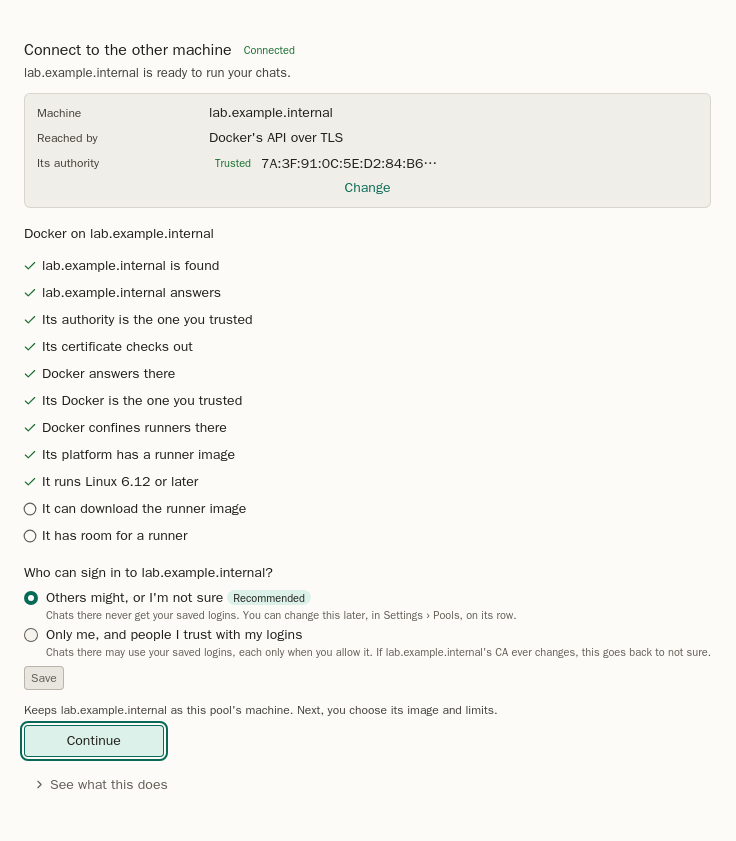 Connect to the other machine Connected
lab.example.internal is ready to run your chats.
Machine lab.example.internal
Reached by Docker's API over TLS
Its authority Trusted 7A:3F:91:0C:5E:D2:84:B6···
Change
Docker on lab.example.internal
lab.example.internal is found
lab.example.internal answers
Its authority is the one you trusted
Its certificate checks out
Docker answers there
Its Docker is the one you trusted
Docker confines runners there
Its platform has a runner image
It runs Linux 6.12 or later
It can download the runner image
It has room for a runner
Who can sign in to lab.example.internal?
Others might, or I'm not sure Recommended
Chats there never get your saved logins. You can change this later, in Settings › Pools, on its row.
Only me, and people I trust with my logins
Chats there may use your saved logins, each only when you allow it. If lab.example.internal's CA ever changes, this goes back to not sure.
Save
Keeps lab.example.internal as this pool's machine. Next, you choose its image and limits.
Continue
See what this does